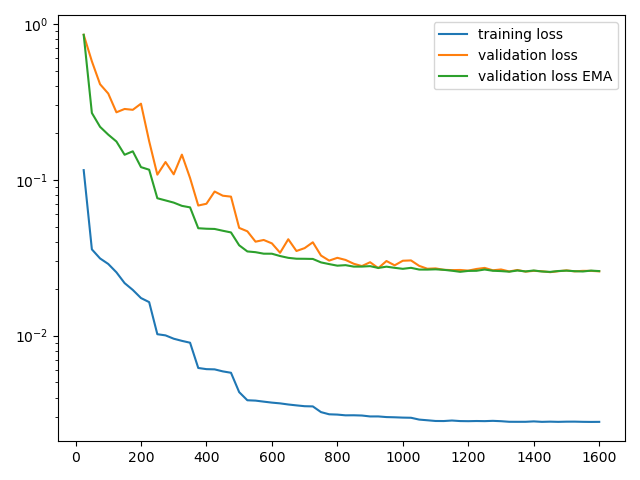 training loss
validation loss
validation loss EMA
10⁰
10⁻¹
10⁻²
0 200 400 600 800 1000 1200 1400 1600